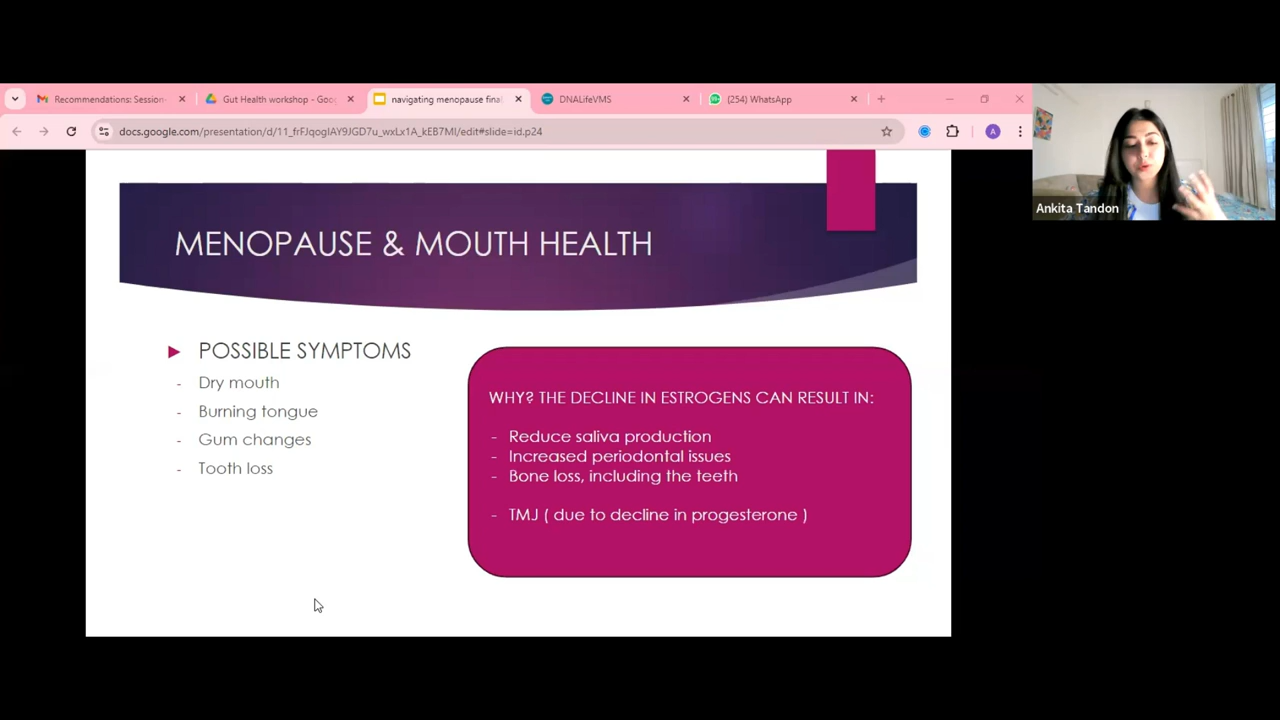 Recommendations: Session-
Gut Health workshop - Goo
navigating menopause fina
DNALifeVMS
99+
(254) WhatsApp
docs.google.com/presentation/d/11_frFJqogIAY9JGD7u_wxLx1A_kEB7MI/edit#slide=id.p24
A
Ankita Tandon
MENOPAUSE & MOUTH HEALTH
POSSIBLE SYMPTOMS
- Dry mouth
- Burning tongue
- Gum changes
- Tooth loss
WHY? THE DECLINE IN ESTROGENS CAN RESULT IN:
- Reduce saliva production
- Increased periodontal issues
- Bone loss, including the teeth
- TMJ ( due to decline in progesterone )